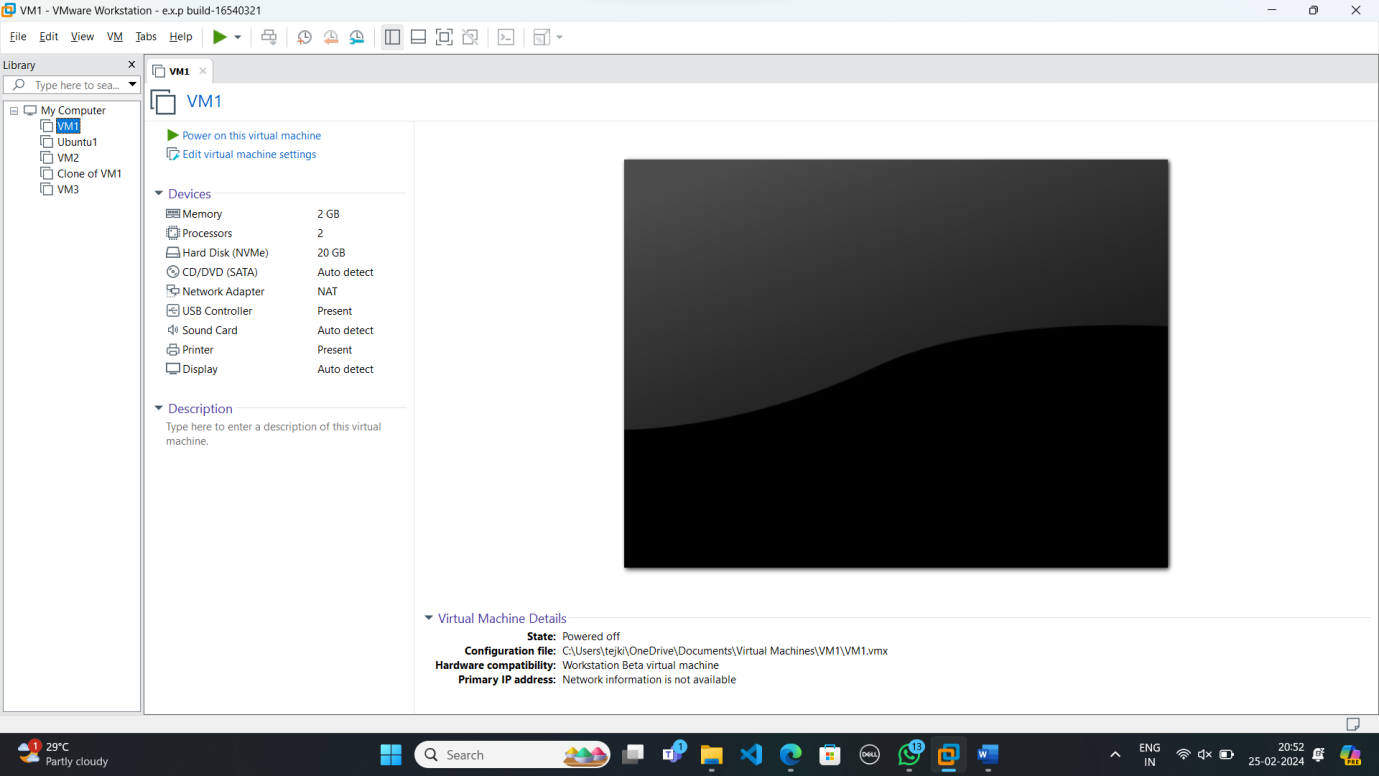 VM1 - VMware Workstation - e.x.p build-16540321
File Edit View VM Tabs Help
Library
Type here to sea...
My Computer
VM1
Ubuntu1
VM2
Clone of VM1
VM3
VM1
VM1
Power on this virtual machine
Edit virtual machine settings
Devices
Memory 2 GB
Processors 2
Hard Disk (NVMe) 20 GB
CD/DVD (SATA) Auto detect
Network Adapter NAT
USB Controller Present
Sound Card Auto detect
Printer Present
Display Auto detect
Description
Type here to enter a description of this virtual
machine.
Virtual Machine Details
State: Powered off
Configuration file: C:\Users\tejki\OneDrive\Documents\Virtual Machines\VM1\VM1.vmx
Hardware compatibility: Workstation Beta virtual machine
Primary IP address: Network information is not available
1
29°C
Partly cloudy
Search
1
T
DELL
13
W
ENG
IN
20:52
25-02-2024
PRE